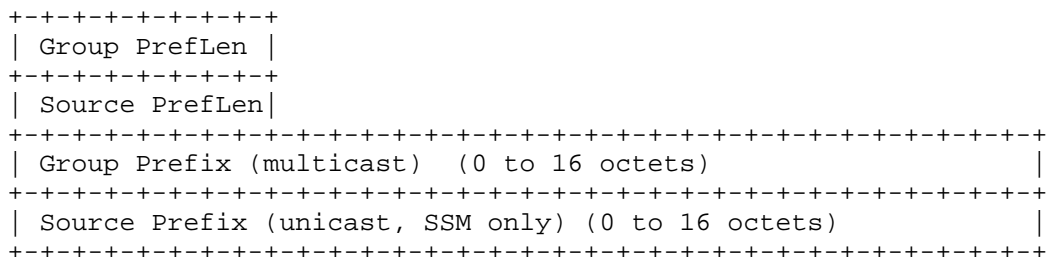 +-+-+-+-+-+-+-+-+
| Group PrefLen |
+-+-+-+-+-+-+-+-+
| Source PrefLen|
+-+-+-+-+-+-+-+-+-+-+-+-+-+-+-+-+-+-+-+-+-+-+-+-+-+-+-+-+-+-+-+-+-+
| Group Prefix (multicast)  (0 to 16 octets)                     |
+-+-+-+-+-+-+-+-+-+-+-+-+-+-+-+-+-+-+-+-+-+-+-+-+-+-+-+-+-+-+-+-+-+
| Source Prefix (unicast, SSM only) (0 to 16 octets)             |
+-+-+-+-+-+-+-+-+-+-+-+-+-+-+-+-+-+-+-+-+-+-+-+-+-+-+-+-+-+-+-+-+-+